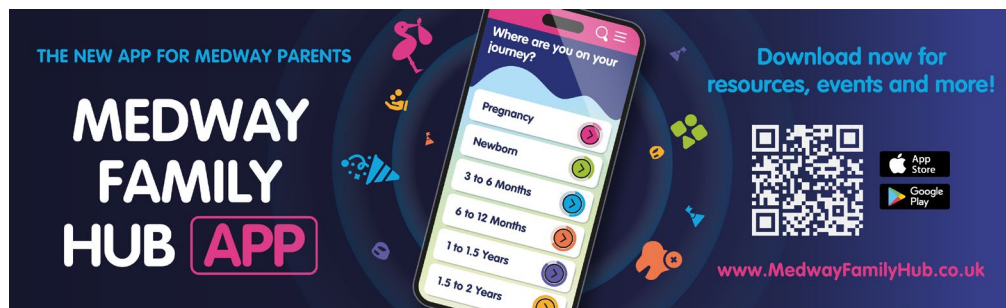 THE NEW APP FOR MEDWAY PARENTS
MEDWAY
FAMILY
HUB APP
Where are you on your
journey?
Pregnancy
Newborn
3 to 6 Months
6 to 12 Months
1 to 1.5 Years
1.5 to 2 Years
Download now for
resources, events and more!
App
Store
Google
Play
www.MedwayFamilyHub.co.uk